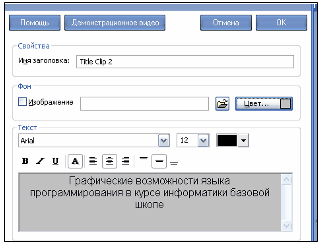 Помощь Демонстрационное видео Отмена OK
Свойства
Имя заголовка: Title Clip 2
Фон
Изображение Цвет...
Текст
Arial 12
B I U A
Графические возможности языка
программирования в курсе информатики базовой
школе